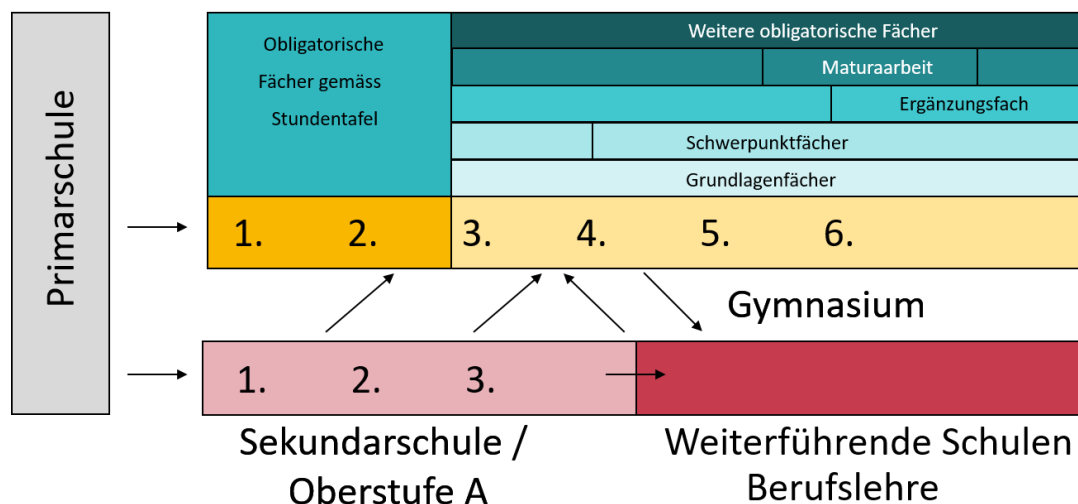 Primarschule
Obligatorische
Fächer gemäss
Stundentafel
Weitere obligatorische Fächer
Maturaarbeit
Ergänzungsfach
Schwerpunktfächer
Grundlagenfächer
1. 2. 3. 4. 5. 6.
Gymnasium
1. 2. 3.
Sekundarschule /
Oberstufe A
Weiterführende Schulen
Berufslehre